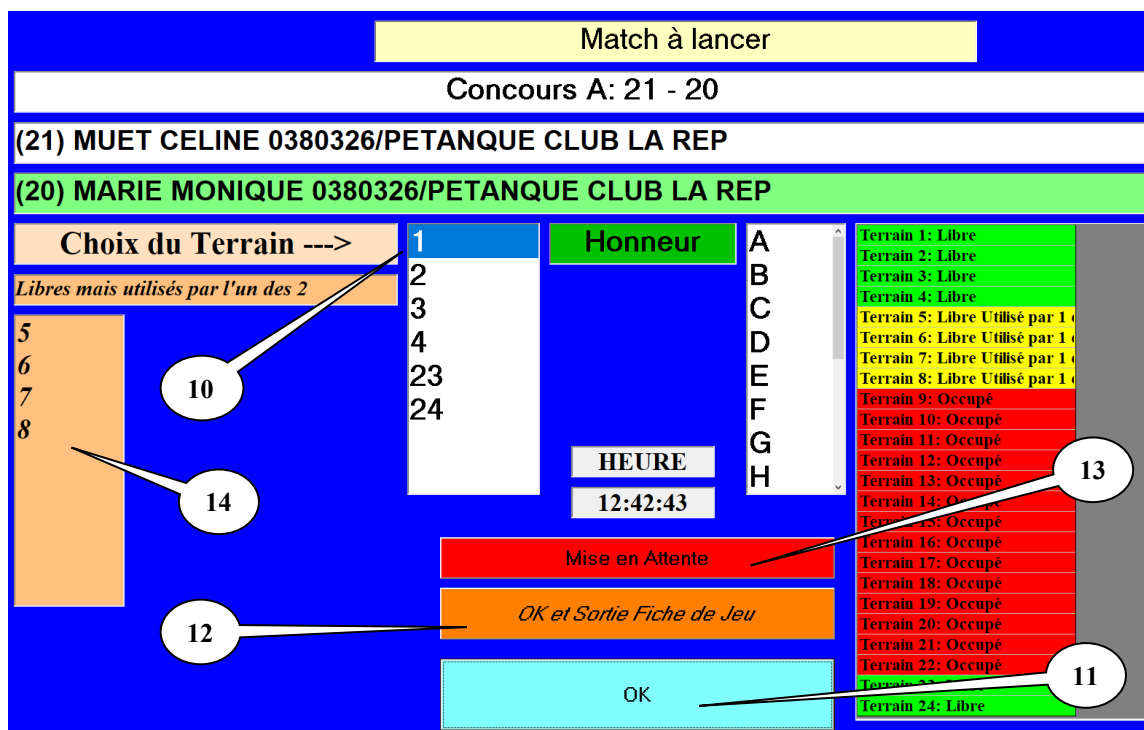 Match à lancer
Concours A: 21 - 20
(21) MUET CELINE 0380326/PETANQUE CLUB LA REP
(20) MARIE MONIQUE 0380326/PETANQUE CLUB LA REP
Choix du Terrain --->
Libres mais utilisés par l'un des 2
5
6
7
8
10
14
1
2
3
4
23
24
Honneur
HEURE
12:42:43
A
B
C
D
E
F
G
H
Terrain 1: Libre
Terrain 2: Libre
Terrain 3: Libre
Terrain 4: Libre
Terrain 5: Libre Utilisé par 1
Terrain 6: Libre Utilisé par 1
Terrain 7: Libre Utilisé par 1
Terrain 8: Libre Utilisé par 1
Terrain 9: Occupé
Terrain 10: Occupé
Terrain 11: Occupé
Terrain 12: Occupé
Terrain 13: Occupé
Terrain 14: Occupé
Terrain 15: Occupé
Terrain 16: Occupé
Terrain 17: Occupé
Terrain 18: Occupé
Terrain 19: Occupé
Terrain 20: Occupé
Terrain 21: Occupé
Terrain 22: Occupé
Terrain
Terrain 24: Libre
13
Mise en Attente
12
OK et Sortie Fiche de Jeu
11
OK